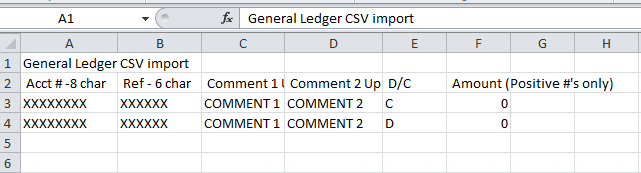 A1 fx General Ledger CSV import
A B C D E F G H
1 General Ledger CSV import
2 Acct # -8 char Ref - 6 char Comment 1 U Comment 2 Up D/C Amount (Positive #'s only)
3 XXXXXXXX XXXXXX COMMENT 1 COMMENT 2 C 0
4 XXXXXXXX XXXXXX COMMENT 1 COMMENT 2 D 0
5
6